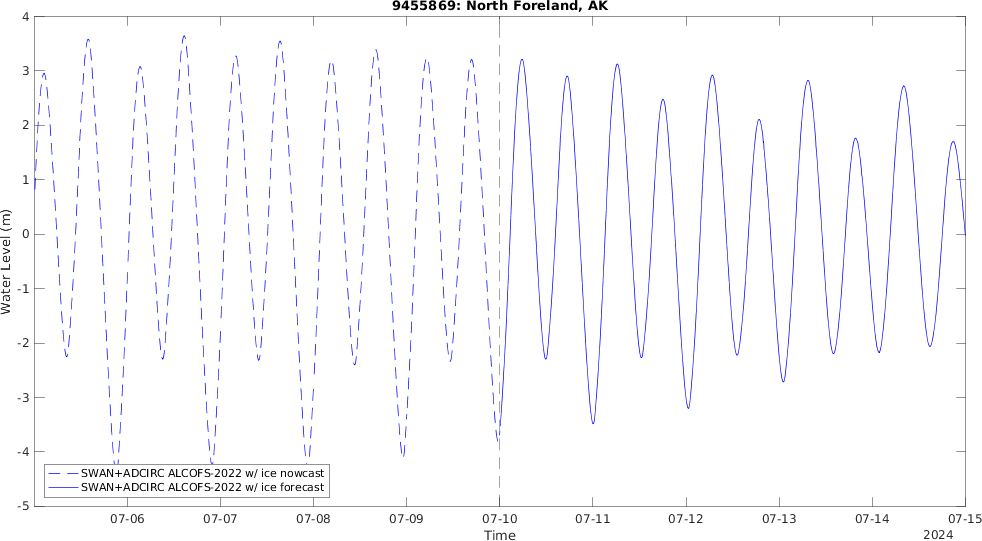 9455869: North Foreland, AK
4
3
2
1
0
-1
-2
-3
-4
-5
Water Level (m)
SWAN+ADCIRC ALCOFS-2022 w/ ice nowcast
SWAN+ADCIRC ALCOFS-2022 w/ ice forecast
07-06 07-07 07-08 07-09 07-10 07-11 07-12 07-13 07-14 07-15
Time
2024